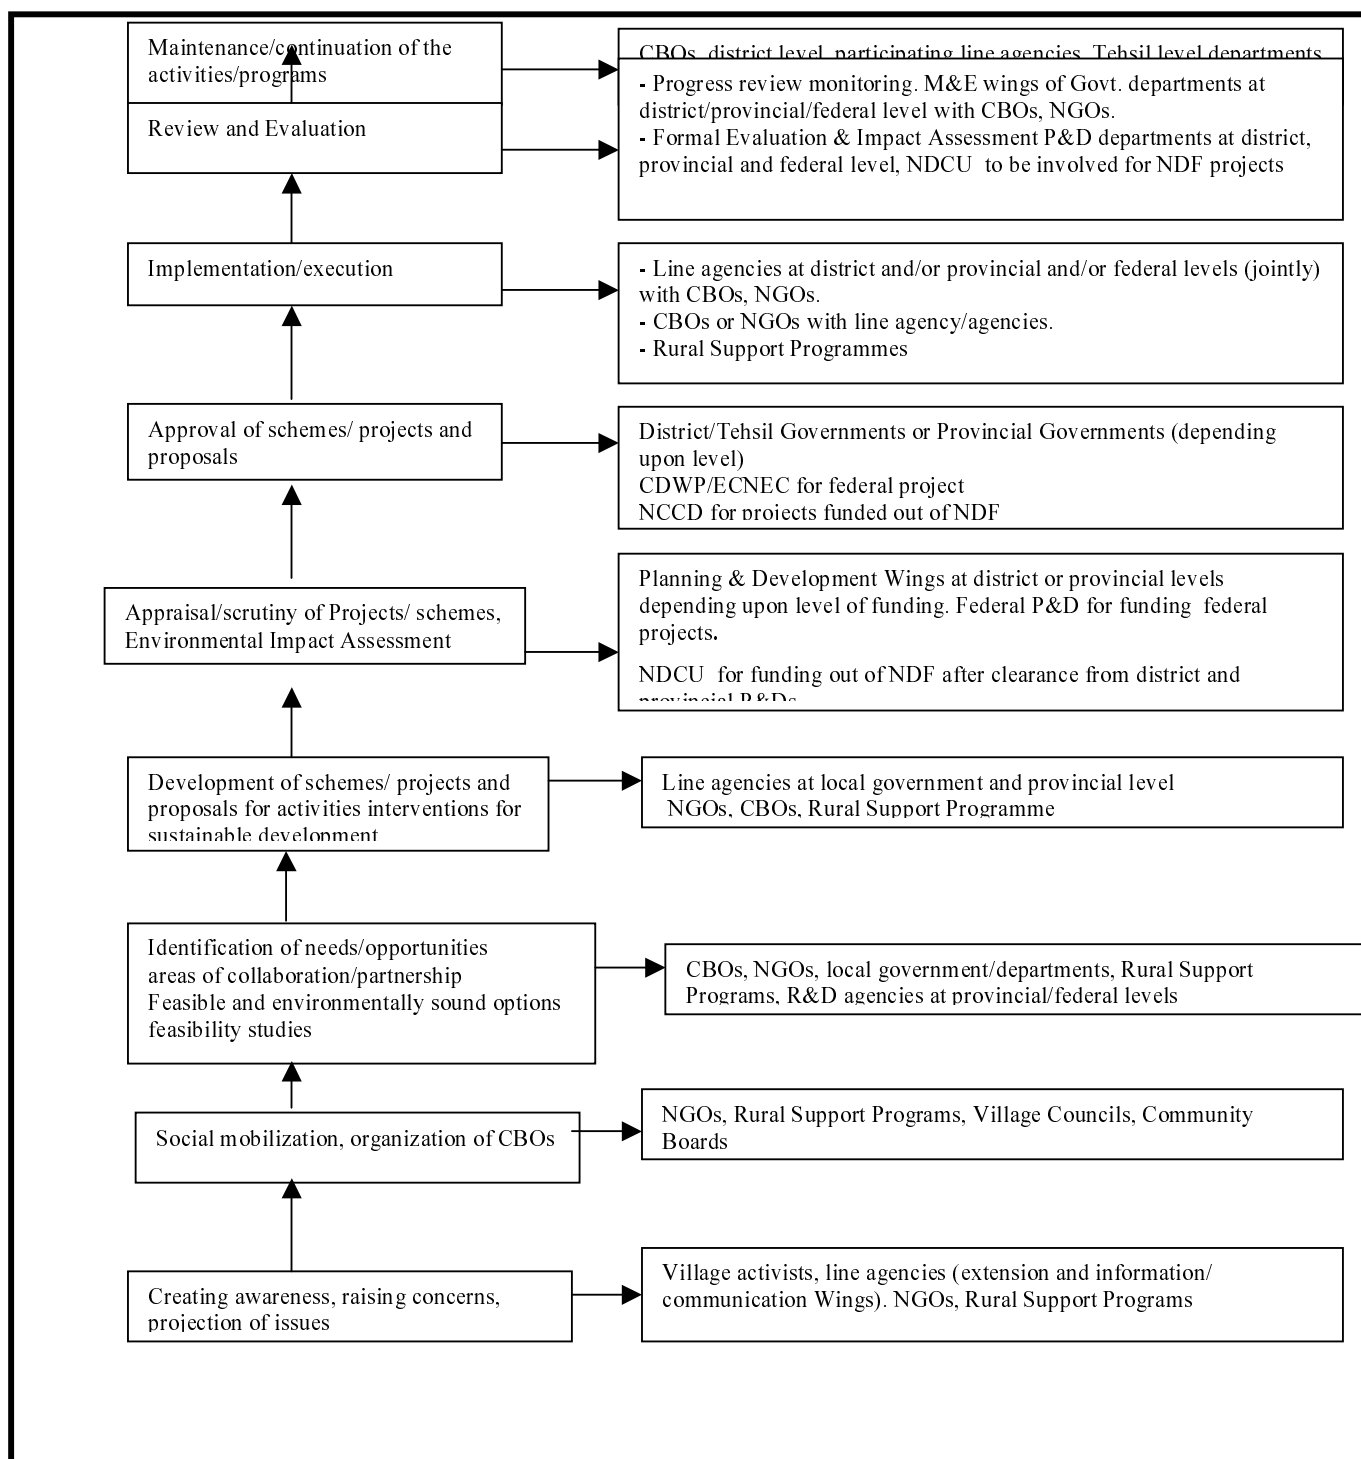 Maintenance/continuation of the
activities/programs
CBOs, district level, participating line agencies, Tehsil level departments
Review and Evaluation
- Progress review monitoring. M&E wings of Govt. departments at
district/provincial/federal level with CBOs, NGOs.
- Formal Evaluation & Impact Assessment P&D departments at district,
provincial and federal level, NDCU to be involved for NDF projects
Implementation/execution
- Line agencies at district and/or provincial and/or federal levels (jointly)
with CBOs, NGOs.
- CBOs or NGOs with line agency/agencies.
- Rural Support Programmes
Approval of schemes/ projects and
proposals
District/Tehsil Governments or Provincial Governments (depending
upon level)
CDWP/ECNEC for federal project
NCCD for projects funded out of NDF
Appraisal/scrutiny of Projects/ schemes,
Environmental Impact Assessment
Planning & Development Wings at district or provincial levels
depending upon level of funding. Federal P&D for funding federal
projects.
NDCU for funding out of NDF after clearance from district and
provincial P&Ds
Development of schemes/ projects and
proposals for activities interventions for
sustainable development
Line agencies at local government and provincial level
NGOs, CBOs, Rural Support Programme
Identification of needs/opportunities
areas of collaboration/partnership
Feasible and environmentally sound options
feasibility studies
CBOs, NGOs, local government/departments, Rural Support
Programs, R&D agencies at provincial/federal levels
Social mobilization, organization of CBOs
NGOs, Rural Support Programs, Village Councils, Community
Boards
Creating awareness, raising concerns,
projection of issues
Village activists, line agencies (extension and information/
communication Wings). NGOs, Rural Support Programs